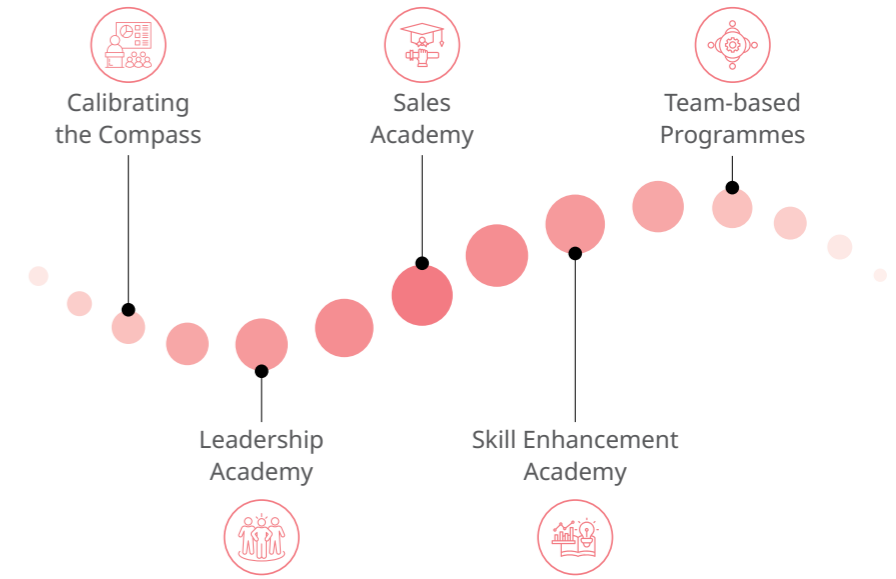 Calibrating
the Compass
Sales
Academy
Team-based
Programmes
Leadership
Academy
Skill Enhancement
Academy